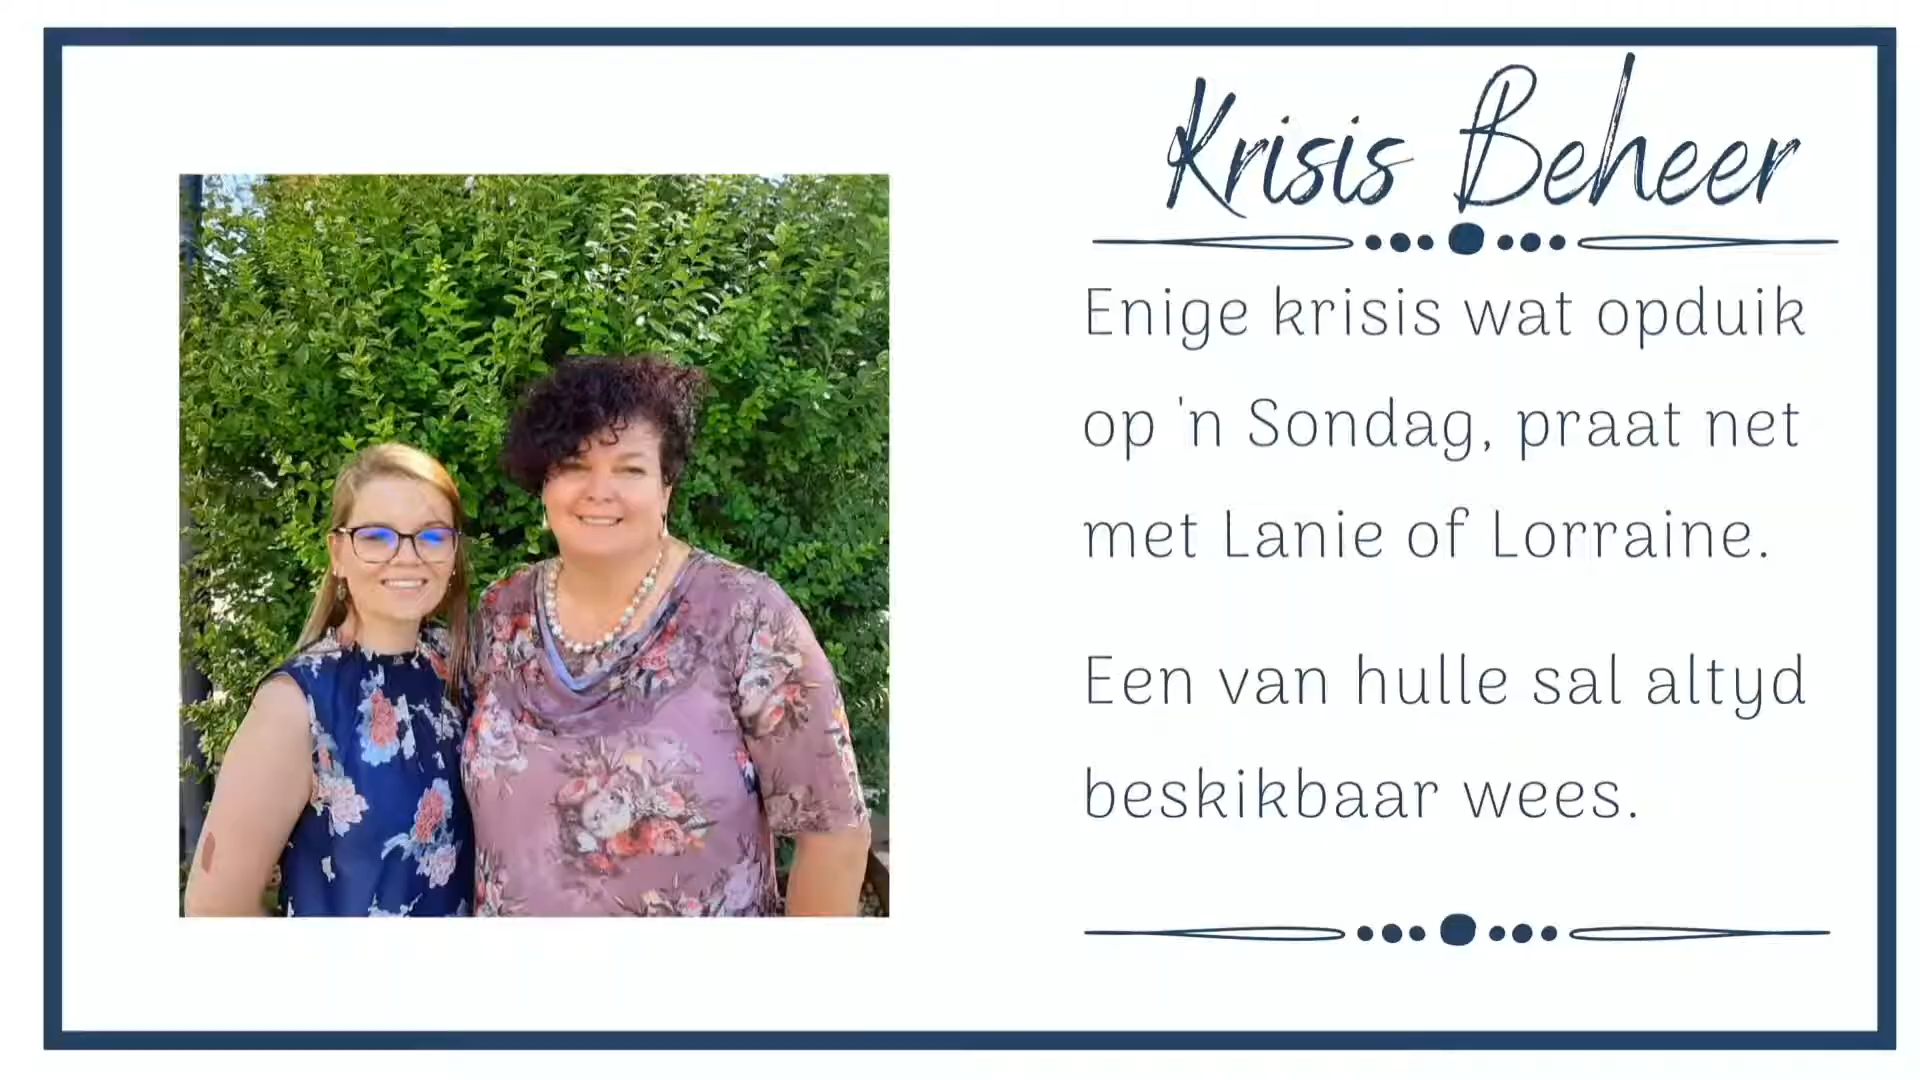 Krisis Beheer
Enige krisis wat opduik
op 'n Sondag, praat net
met Lanie of Lorraine.
Een van hulle sal altyd
beskikbaar wees.